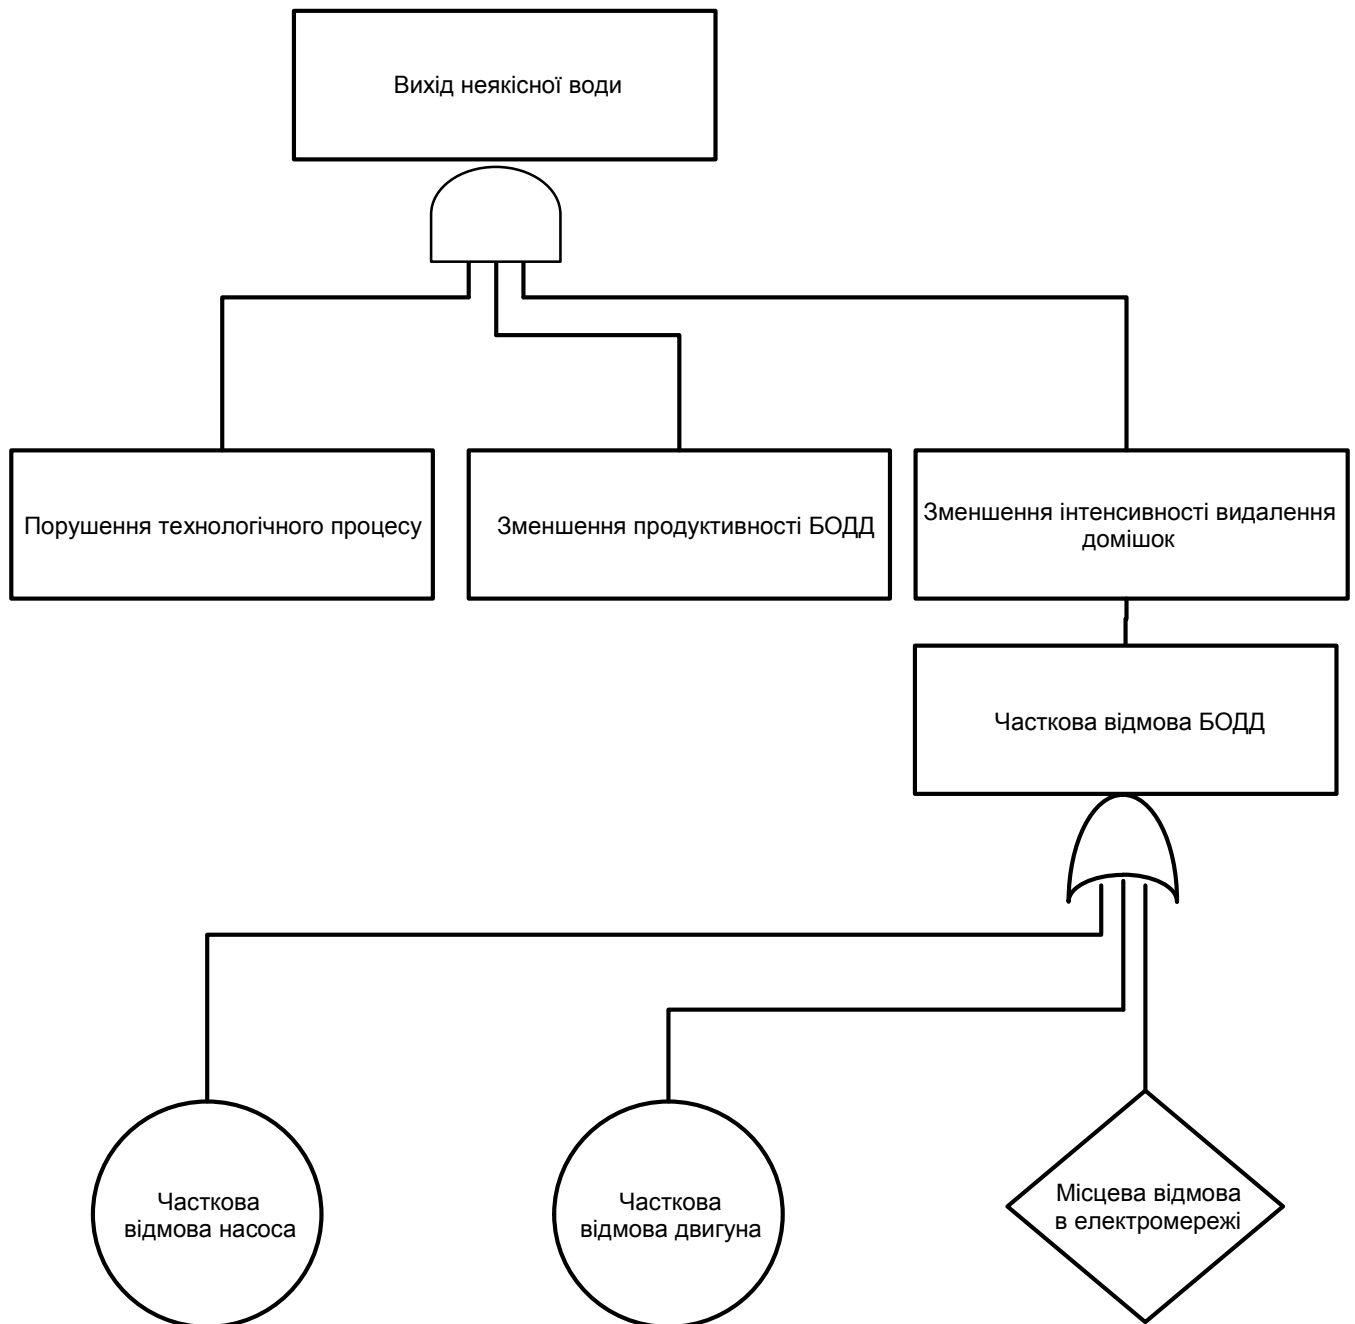 Вихід неякісної води
Порушення технологічного процесу
Зменшення продуктивності БОДД
Зменшення інтенсивності видалення
домішок
Часткова відмова БОДД
Часткова
відмова насоса
Часткова
відмова двигуна
Місцева відмова
в електромережі